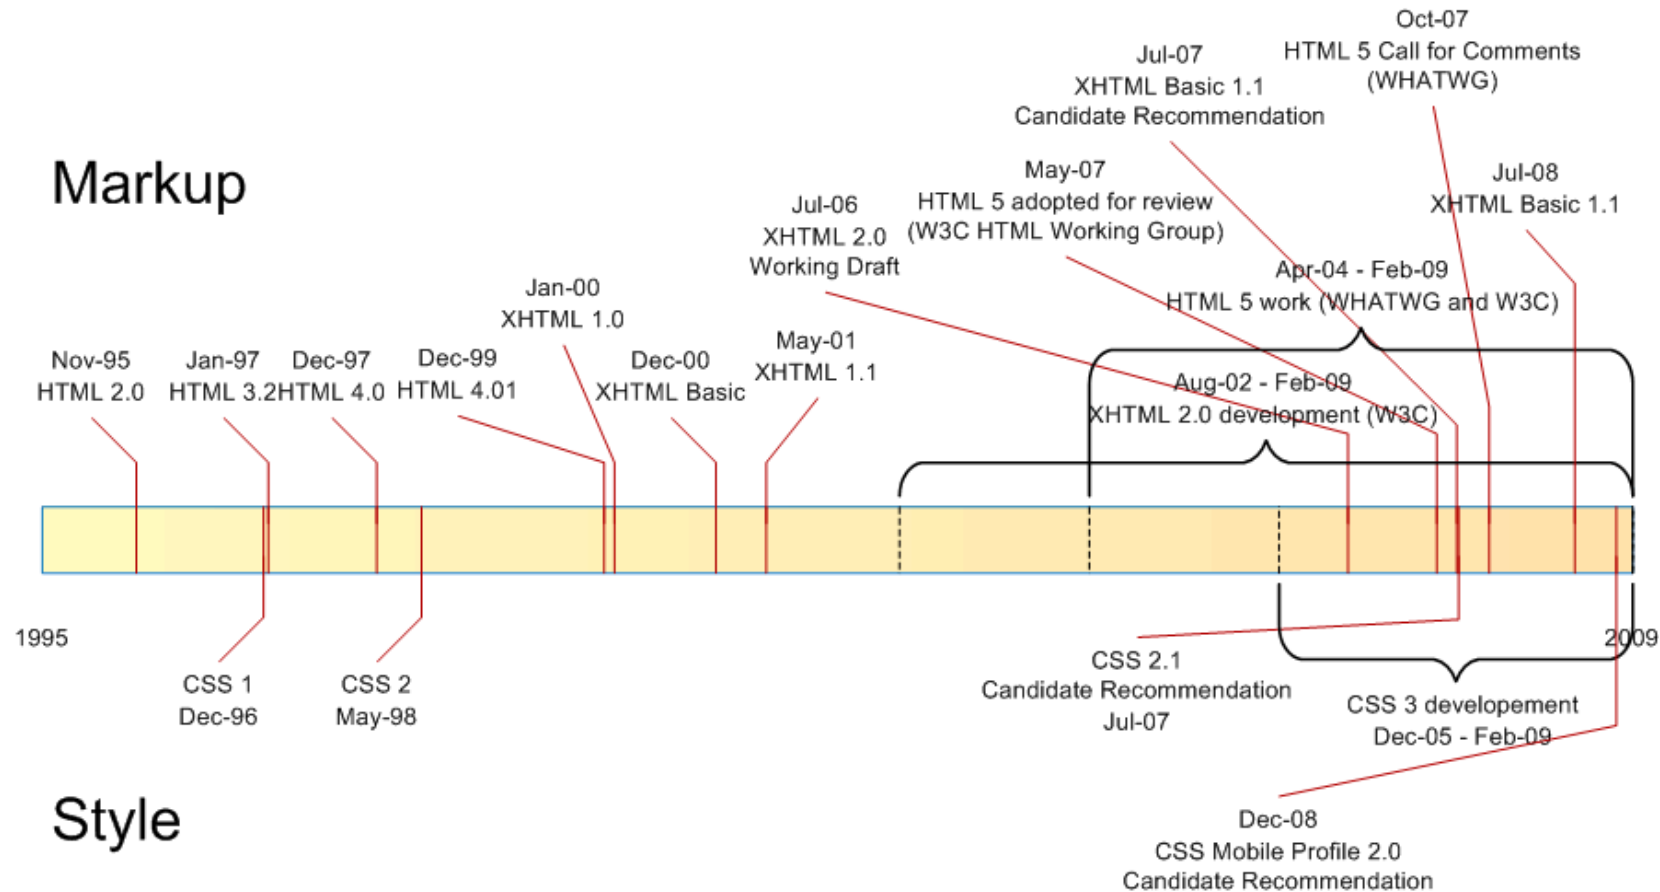 Oct-07
HTML 5 Call for Comments
(WHATWG)
Jul-07
XHTML Basic 1.1
Candidate Recommendation
Markup
May-07
HTML 5 adopted for review
(W3C HTML Working Group)
Jul-08
XHTML Basic 1.1
Jul-06
XHTML 2.0
Working Draft
Apr-04 - Feb-09
HTML 5 work (WHATWG and W3C)
Jan-00
XHTML 1.0
Nov-95
HTML 2.0
Jan-97
HTML 3.2
Dec-97
HTML 4.0
Dec-99
HTML 4.01
Dec-00
XHTML Basic
May-01
XHTML 1.1
Aug-02 - Feb-09
XHTML 2.0 development (W3C)
1995
2009
CSS 1
Dec-96
CSS 2
May-98
CSS 2.1
Candidate Recommendation
Jul-07
CSS 3 developement
Dec-05 - Feb-09
Style
Dec-08
CSS Mobile Profile 2.0
Candidate Recommendation